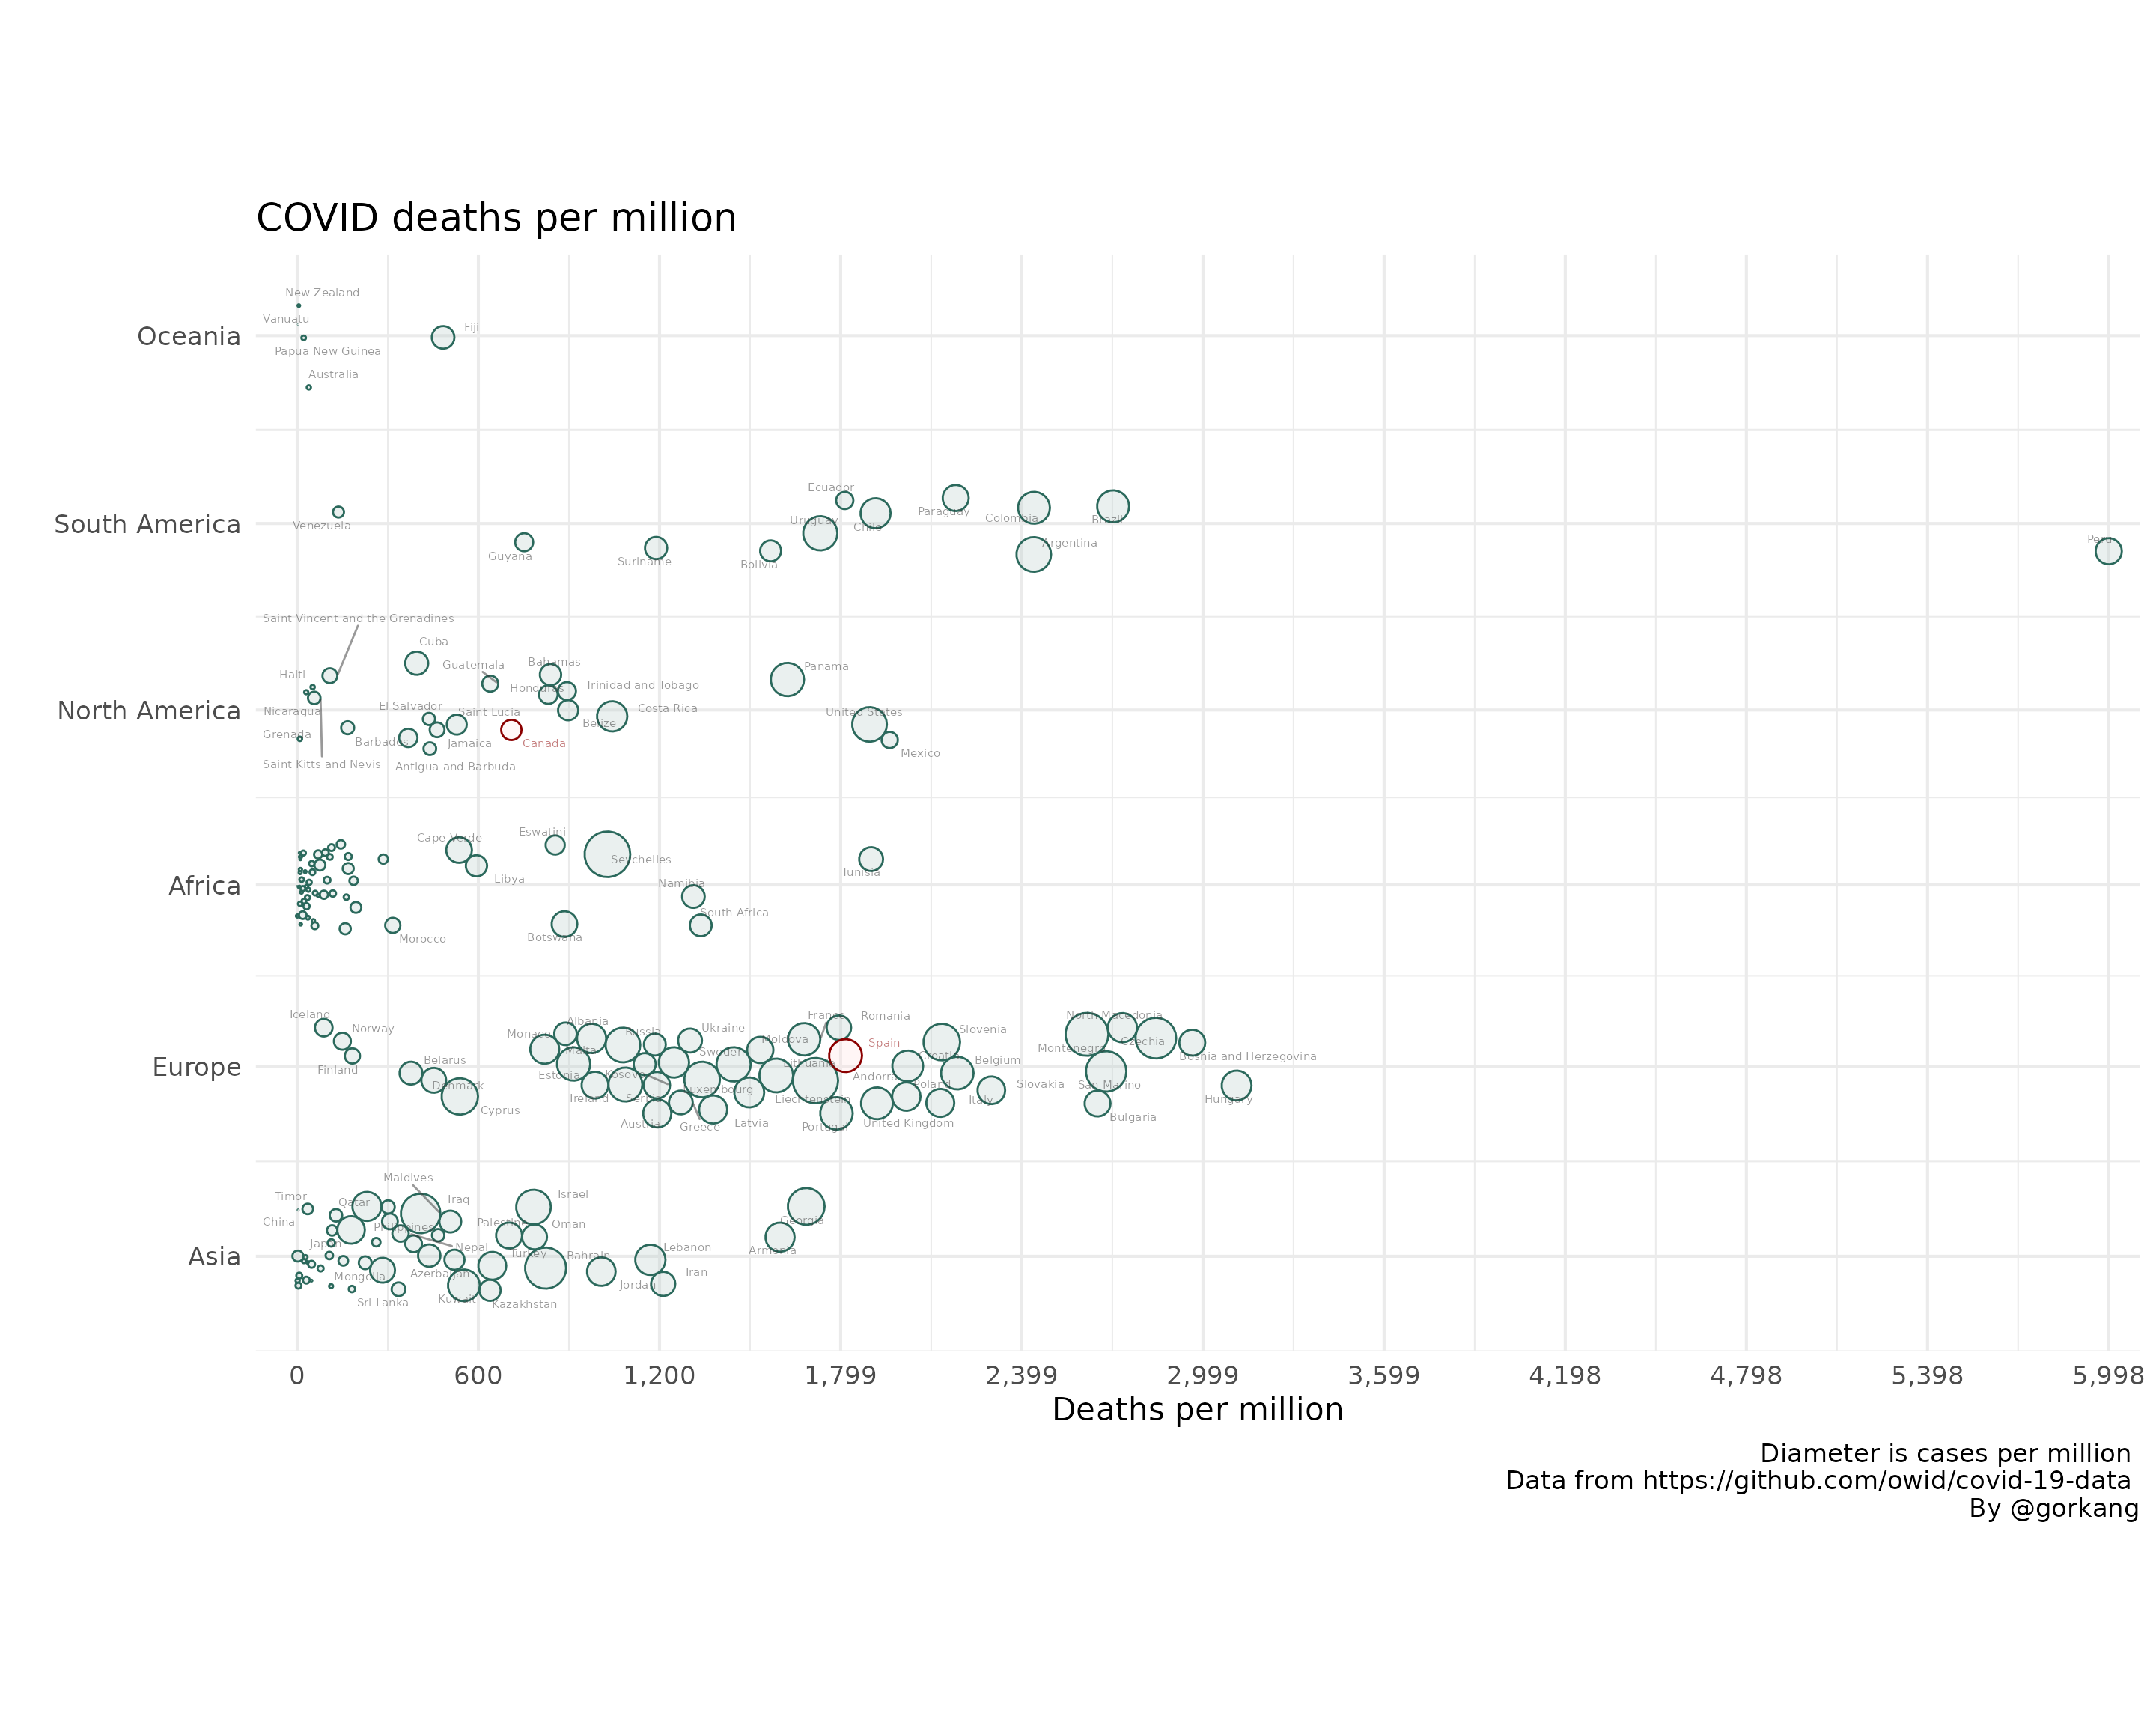 COVID deaths per million
Oceania
New Zealand
Vanuatu
Fiji
Papua New Guinea
Australia
South America
Ecuador
Uruguay
Chile
Paraguay
Colombia
Brazil
Argentina
Peru
Venezuela
Guyana
Suriname
Bolivia
North America
Saint Vincent and the Grenadines
Cuba
Haiti
Guatemala
Bahamas
Panama
Honduras
Trinidad and Tobago
Nicaragua
El Salvador
Saint Lucia
Costa Rica
United States
Belize
Grenada
Barbados
Jamaica
Canada
Mexico
Saint Kitts and Nevis
Antigua and Barbuda
Africa
Cape Verde
Eswatini
Seychelles
Libya
Namibia
Tunisia
South Africa
Morocco
Botswana
Europe
Iceland
Norway
Finland
Belarus
Denmark
Cyprus
Monaco
Albania
Russia
Ukraine
Malta
Sweden
Moldova
France
Romania
Spain
Slovenia
North Macedonia
Czechia
Montenegro
Bosnia and Herzegovina
Estonia
Kosovo
Lithuania
Croatia
Belgium
Andorra
Poland
Slovakia
San Marino
Ireland
Serbia
Luxembourg
Liechtenstein
Italy
Hungary
Austria
Greece
Latvia
Portugal
United Kingdom
Bulgaria
Asia
Maldives
Timor
Qatar
Iraq
Israel
China
Philippines
Palestine
Oman
Georgia
Japan
Nepal
Turkey
Bahrain
Lebanon
Armenia
Mongolia
Azerbaijan
Iran
Jordan
Sri Lanka
Kuwait
Kazakhstan
0 600 1,200 1,799 2,399 2,999 3,599 4,198 4,798 5,398 5,998
Deaths per million
Diameter is cases per million
Data from https://github.com/owid/covid-19-data
By @gorkang